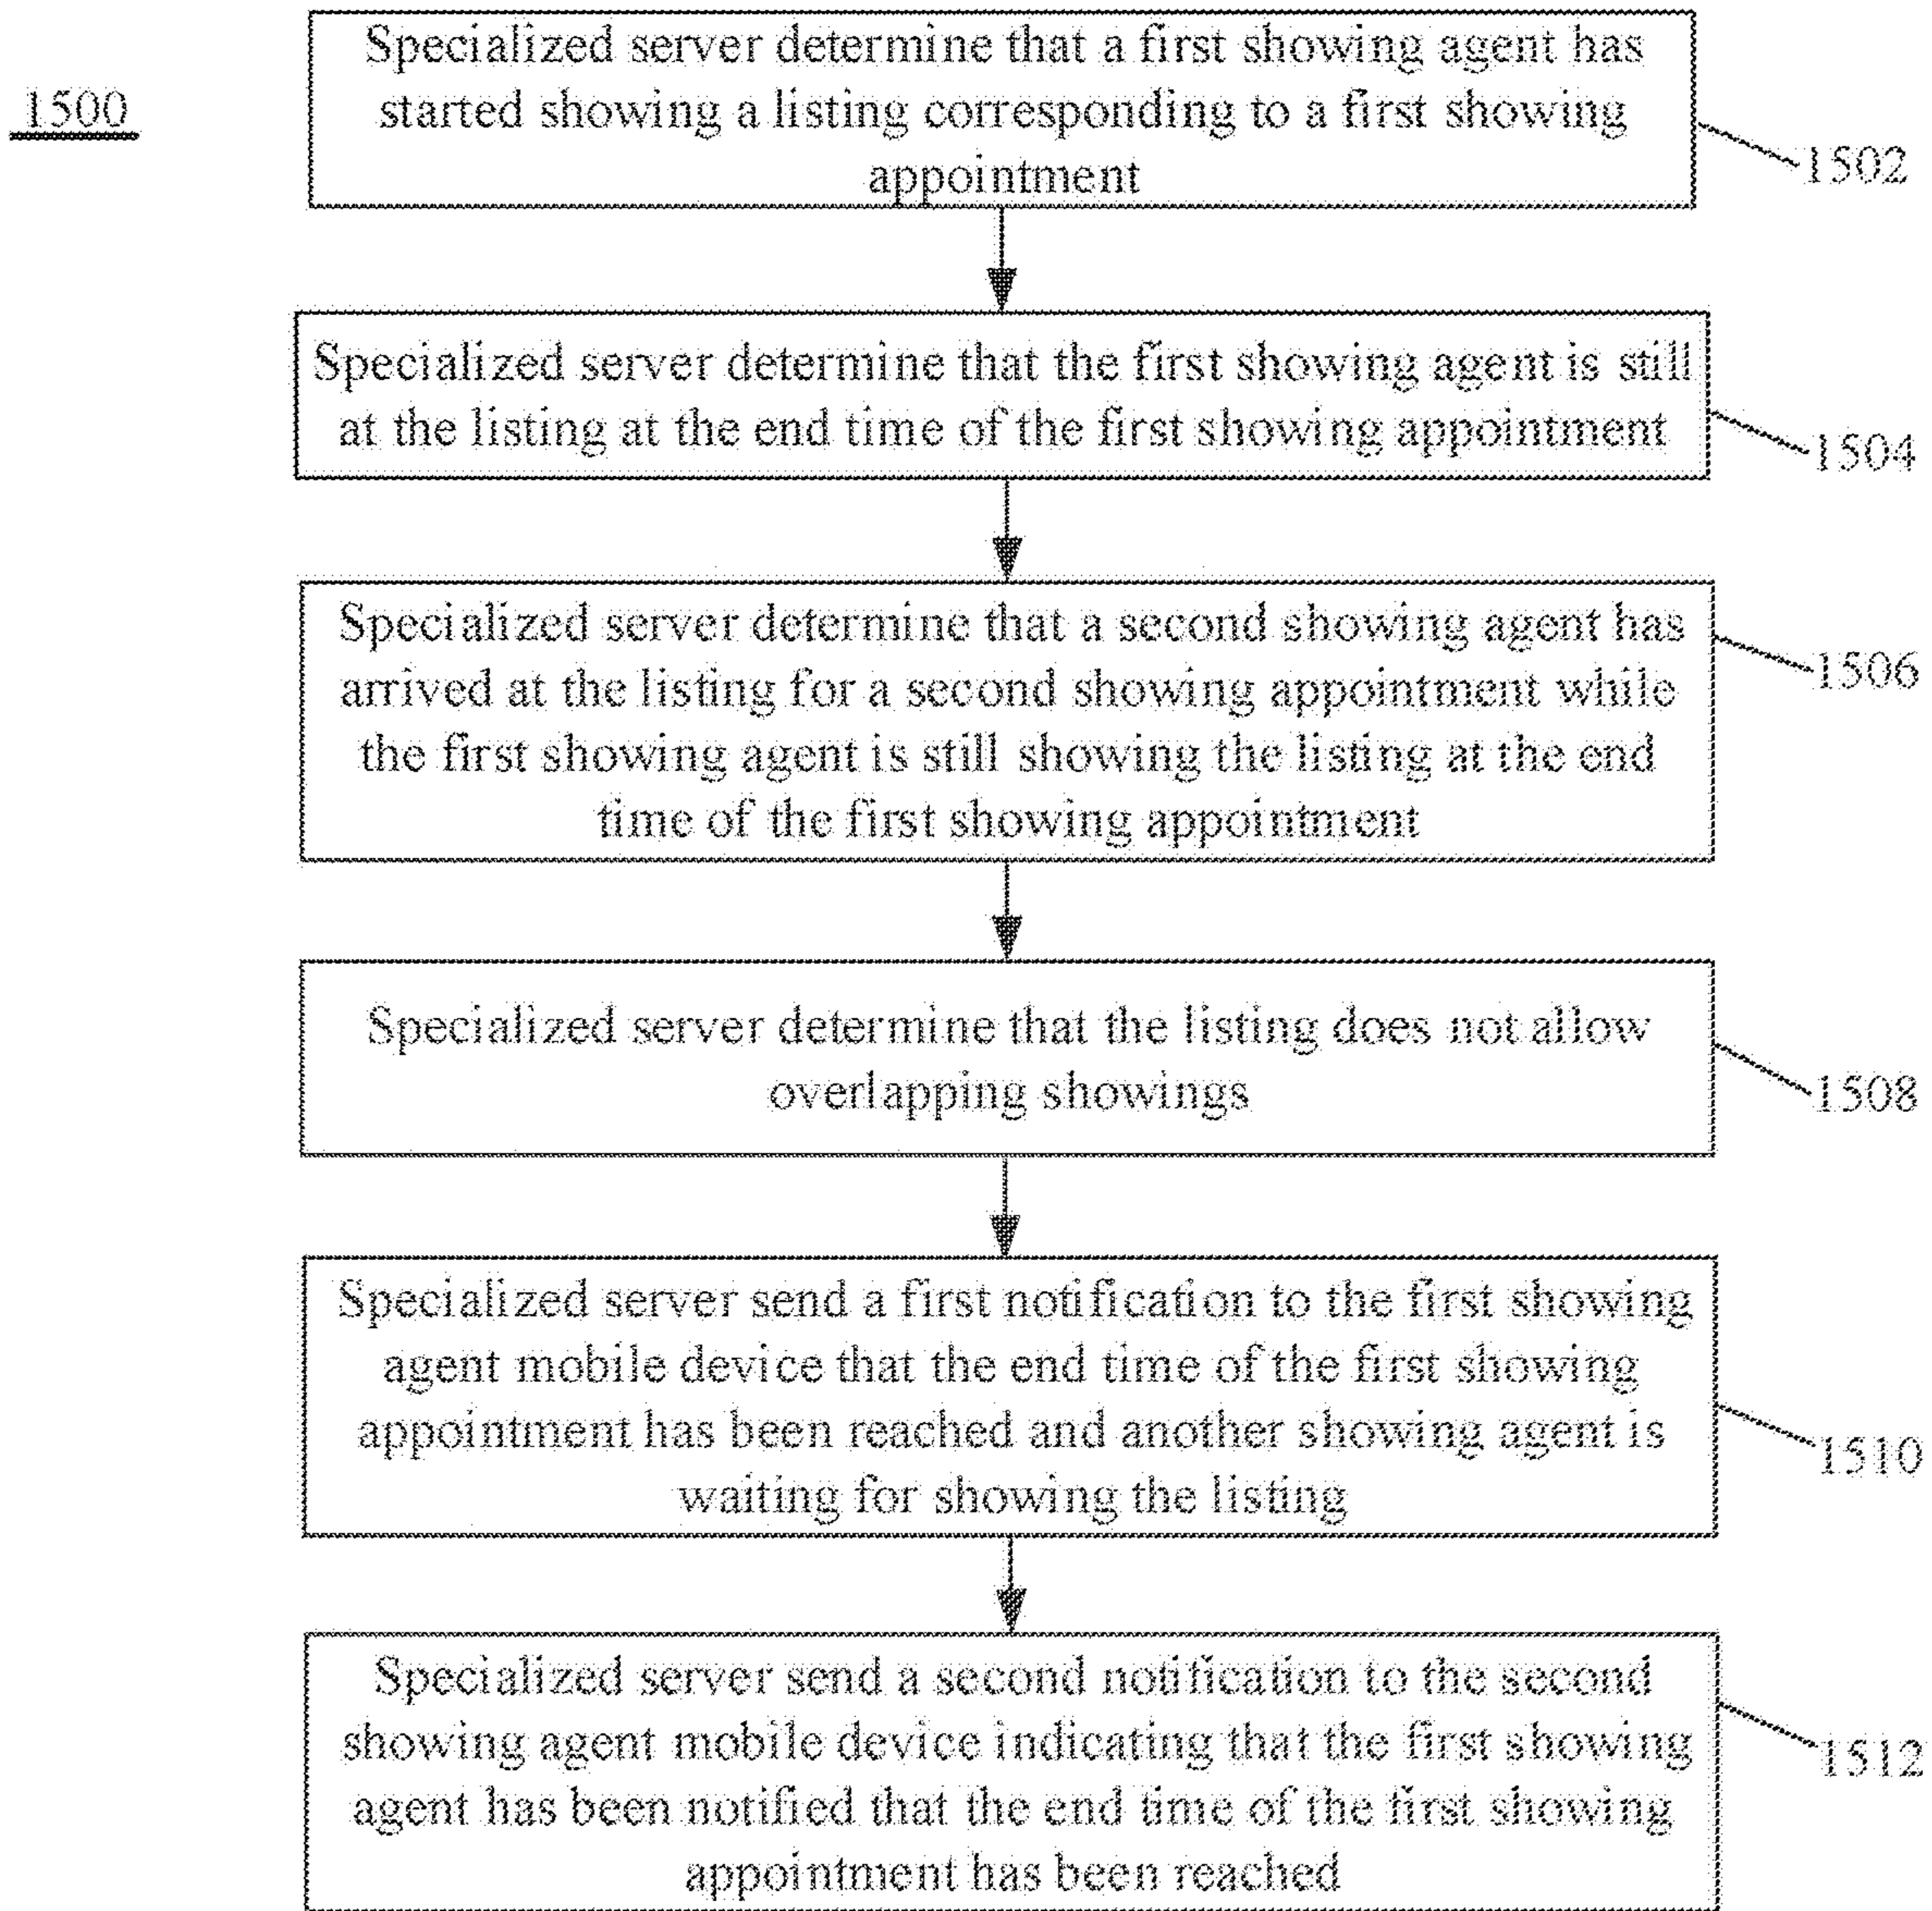 1500
Specialized server determine that a first showing agent has
started showing a listing corresponding to a first showing
appointment
1502
Specialized server determine that the first showing agent is still
at the listing at the end time of the first showing appointment
1504
Specialized server determine that a second showing agent has
arrived at the listing for a second showing appointment while
the first showing agent is still showing the listing at the end
time of the first showing appointment
1506
Specialized server determine that the listing does not allow
overlapping showings
1508
Specialized server send a first notification to the first showing
agent mobile device that the end time of the first showing
appointment has been reached and another showing agent is
waiting for showing the listing
1510
Specialized server send a second notification to the second
showing agent mobile device indicating that the first showing
agent has been notified that the end time of the first showing
appointment has been reached
1512